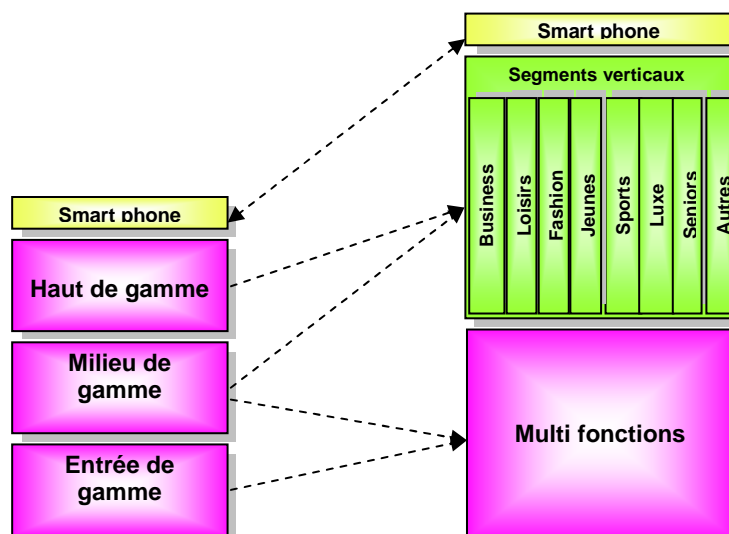 Smart phone
Haut de gamme
Milieu de
gamme
Entrée de
gamme
Smart phone
Segments verticaux
Business
Loisirs
Fashion
Jeunes
Sports
Luxe
Seniors
Autres
Multi fonctions